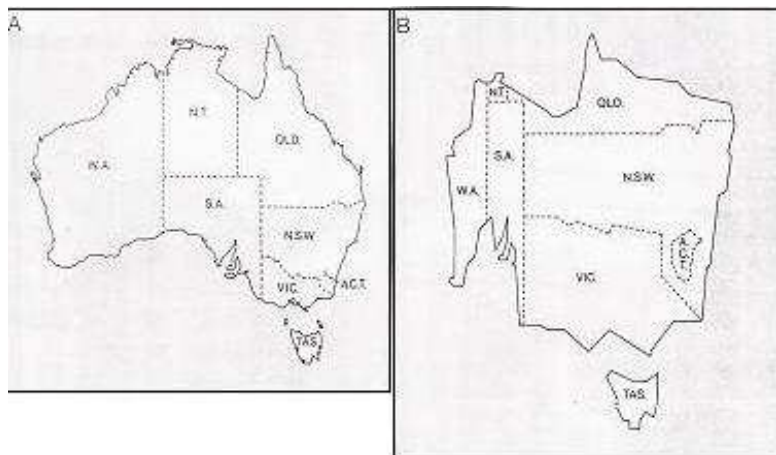 A
N.T.
QLD.
W.A.
S.A.
N.S.W.
VIC.
A.C.T.
TAS.
B
N.T.
QLD.
S.A.
N.S.W.
W.A.
A.
C.
T.
VIC.
TAS.